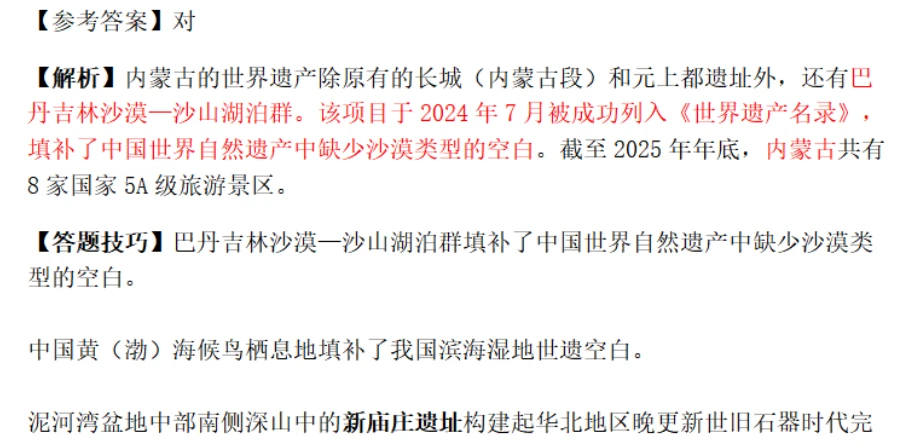 【参考答案】对
【解析】内蒙古的世界遗产除原有的长城（内蒙古段）和元上都遗址外，还有巴
丹吉林沙漠—沙山湖泊群。该项目于 2024 年 7 月被成功列入《世界遗产名录》，
填补了中国世界自然遗产中缺少沙漠类型的空白。截至 2025 年年底，内蒙古共有
8 家国家 5A 级旅游景区。
【答题技巧】巴丹吉林沙漠—沙山湖泊群填补了中国世界自然遗产中缺少沙漠类
型的空白。
中国黄（渤）海候鸟栖息地填补了我国滨海湿地世遗空白。
泥河湾盆地中部南侧深山中的新庙庄遗址构建起华北地区晚更新世旧石器时代完